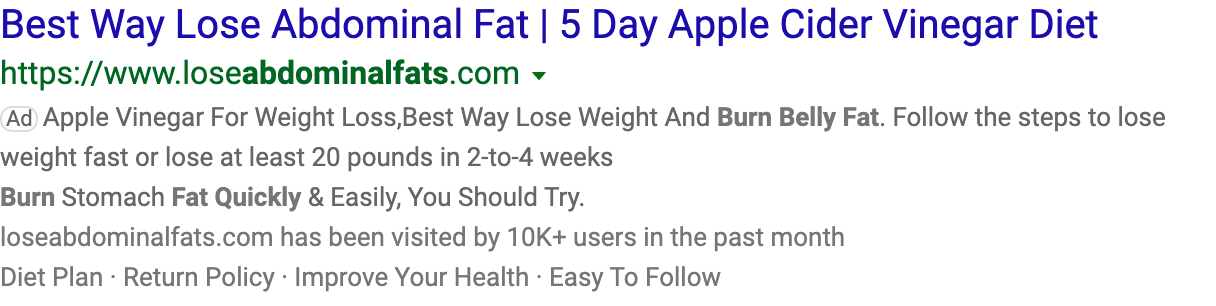 Best Way Lose Abdominal Fat | 5 Day Apple Cider Vinegar Diet
https://www.loseabdominalfats.com
Ad Apple Vinegar For Weight Loss,Best Way Lose Weight And Burn Belly Fat. Follow the steps to lose
weight fast or lose at least 20 pounds in 2-to-4 weeks
Burn Stomach Fat Quickly & Easily, You Should Try.
loseabdominalfats.com has been visited by 10K+ users in the past month
Diet Plan · Return Policy · Improve Your Health · Easy To Follow